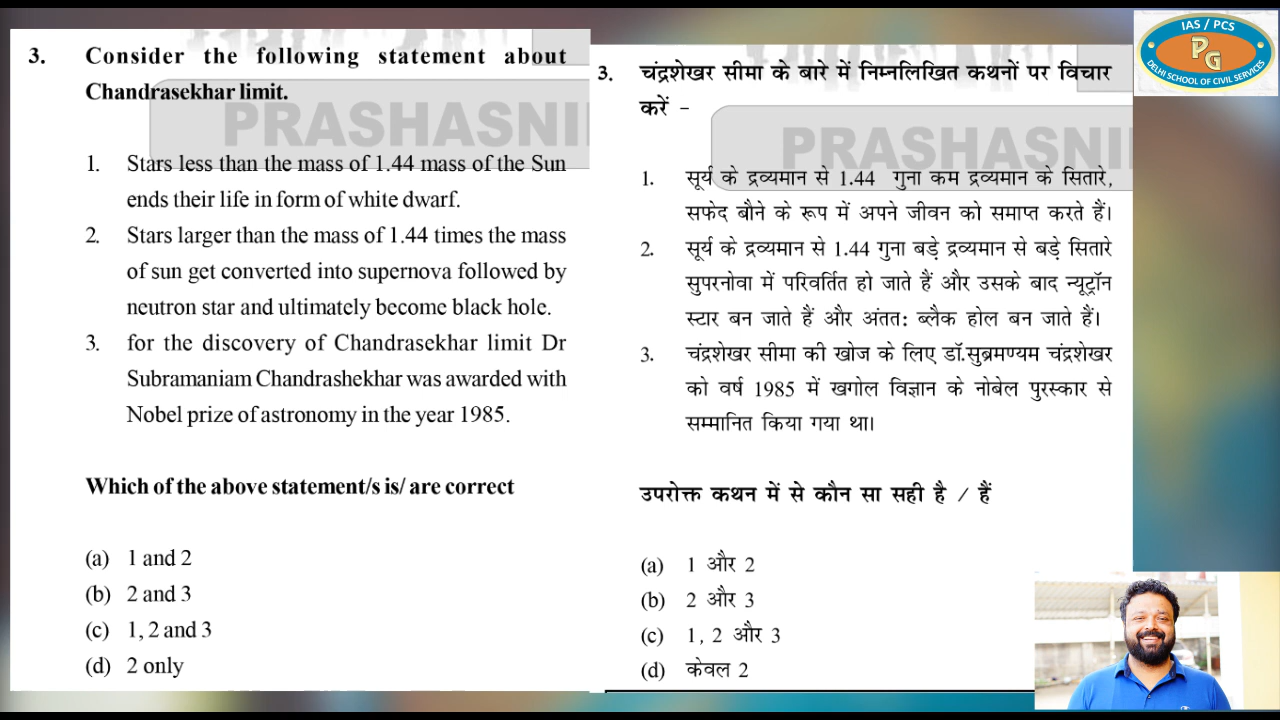 3. Consider the following statement about
Chandrasekhar limit.
PRASHASNI
1. Stars less than the mass of 1.44 mass of the Sun
ends their life in form of white dwarf.
2. Stars larger than the mass of 1.44 times the mass
of sun get converted into supernova followed by
neutron star and ultimately become black hole.
3. for the discovery of Chandrasekhar limit Dr
Subramaniam Chandrashekhar was awarded with
Nobel prize of astronomy in the year 1985.
Which of the above statement/s is/ are correct
(a) 1 and 2
(b) 2 and 3
(c) 1, 2 and 3
(d) 2 only
3. चंद्रशेखर सीमा के बारे में निम्नलिखित कथनों पर विचार
करें -
PRASHASNI
1. सूर्य के द्रव्यमान से 1.44 गुना कम द्रव्यमान के सितारे,
सफेद बौने के रूप में अपने जीवन को समाप्त करते हैं।
2. सूर्य के द्रव्यमान से 1.44 गुना बड़े द्रव्यमान से बड़े सितारे
सुपरनोवा में परिवर्तित हो जाते हैं और उसके बाद न्यूट्रॉन
स्टार बन जाते हैं और अंततः ब्लैक होल बन जाते हैं।
3. चंद्रशेखर सीमा की खोज के लिए डॉ.सुब्रमण्यम चंद्रशेखर
को वर्ष 1985 में खगोल विज्ञान के नोबेल पुरस्कार से
सम्मानित किया गया था।
उपरोक्त कथन में से कौन सा सही है / हैं
(a) 1 और 2
(b) 2 और 3
(c) 1, 2 और 3
(d) केवल 2
IAS / PCS
PG
DELHI SCHOOL OF CIVIL SERVICES